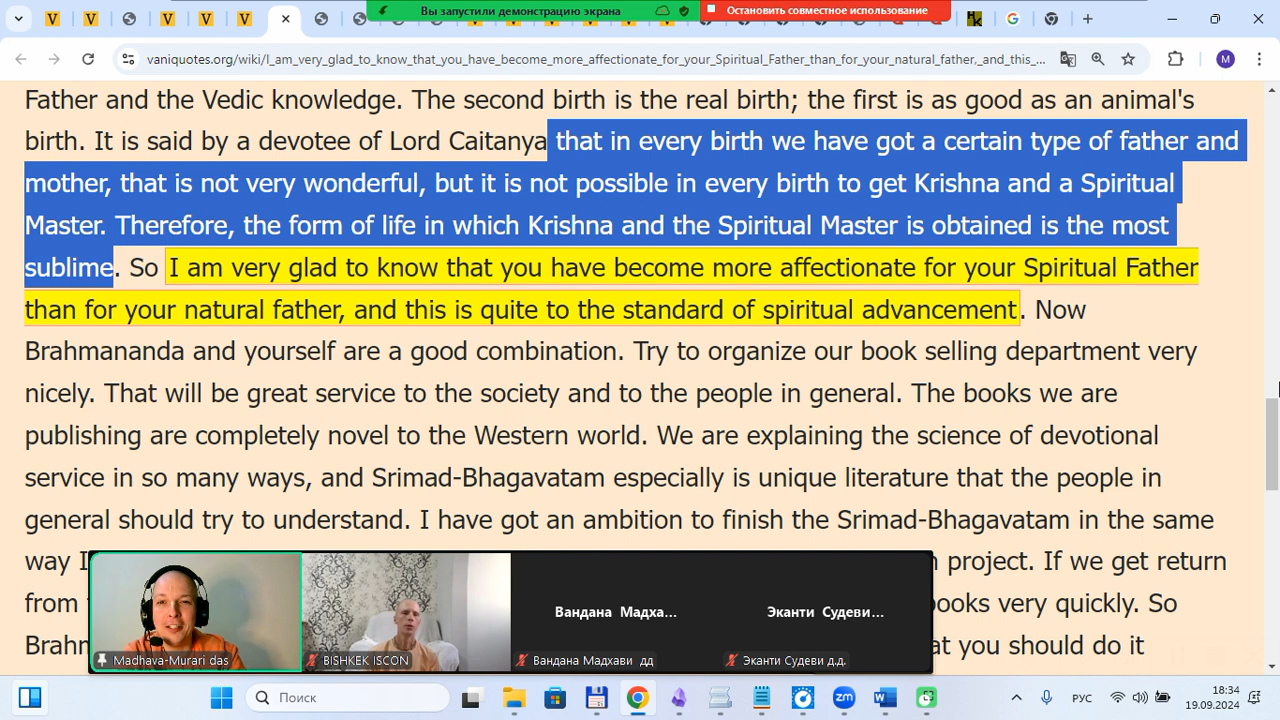 Вы запустили демонстрацию экрана
Остановить совместное использование
vaniquotes.org/wiki/I_am_very_glad_to_know_that_you_have_become_more_affectionate_for_your_Spiritual_Father_than_for_your_natural_father,_and_this_...
M
Father and the Vedic knowledge. The second birth is the real birth; the first is as good as an animal's
birth. It is said by a devotee of Lord Caitanya that in every birth we have got a certain type of father and
mother, that is not very wonderful, but it is not possible in every birth to get Krishna and a Spiritual
Master. Therefore, the form of life in which Krishna and the Spiritual Master is obtained is the most
sublime. So I am very glad to know that you have become more affectionate for your Spiritual Father
than for your natural father, and this is quite to the standard of spiritual advancement. Now
Brahmananda and yourself are a good combination. Try to organize our book selling department very
nicely. That will be great service to the society and to the people in general. The books we are
publishing are completely novel to the Western world. We are explaining the science of devotional
service in so many ways, and Srimad-Bhagavatam especially is unique literature that the people in
general should try to understand. I have got an ambition to finish the Srimad-Bhagavatam in the same
way I project. If we get return
from books very quickly. So
Brahm at you should do it
Madhava-Murari das
BISHKEK ISCON
Вандана Мадха...
Вандана Мадхави дд
Эканти Судеви...
Эканти Судеви д.д.
Поиск
zm
РУС
18:34
19.09.2024